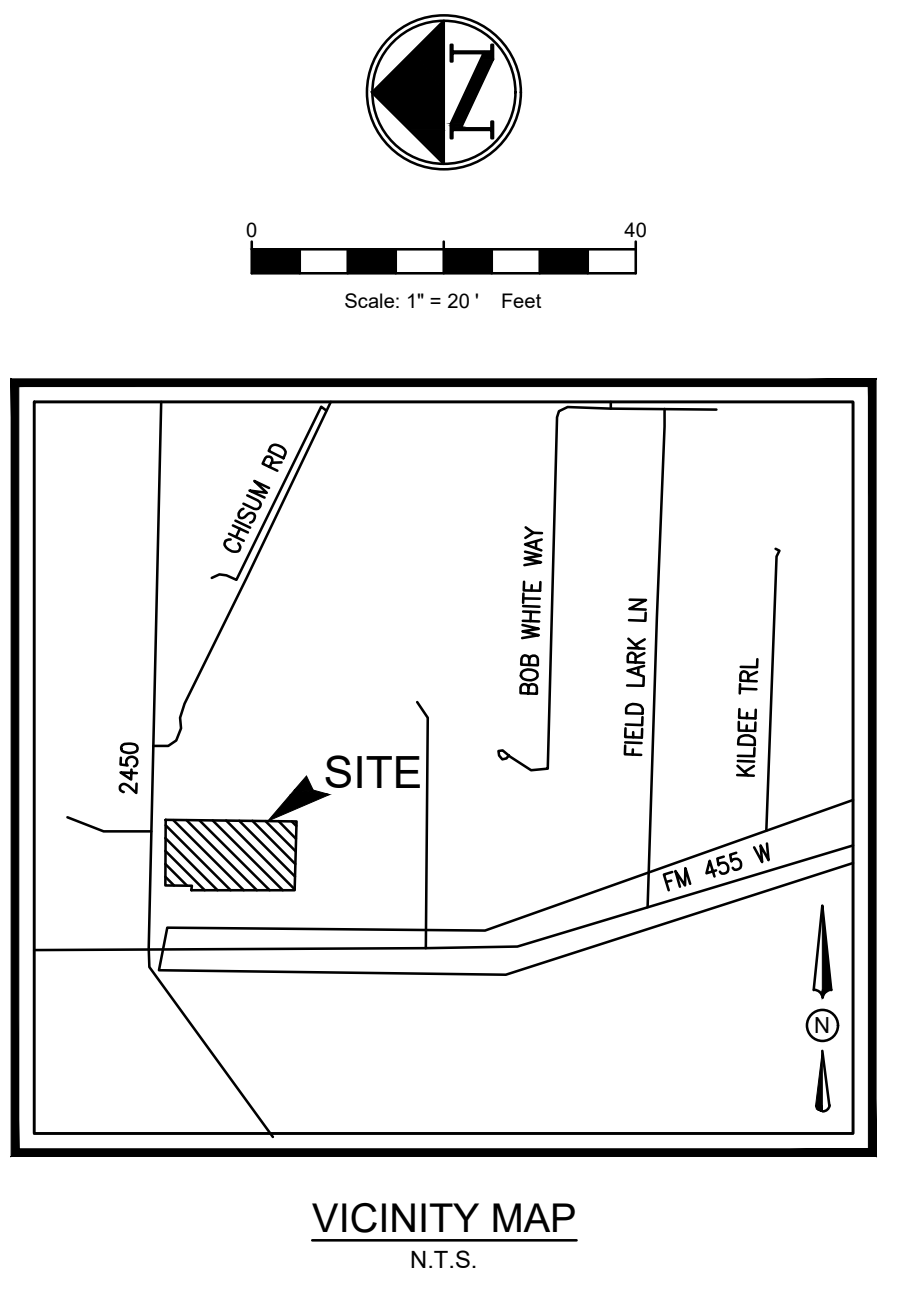 N
0 40
Scale: 1" = 20 ' Feet
CHISUM RD
BOB WHITE WAY
FIELD LARK LN
KILDEE TRL
2450
SITE
FM 455 W
N
VICINITY MAP
N.T.S.